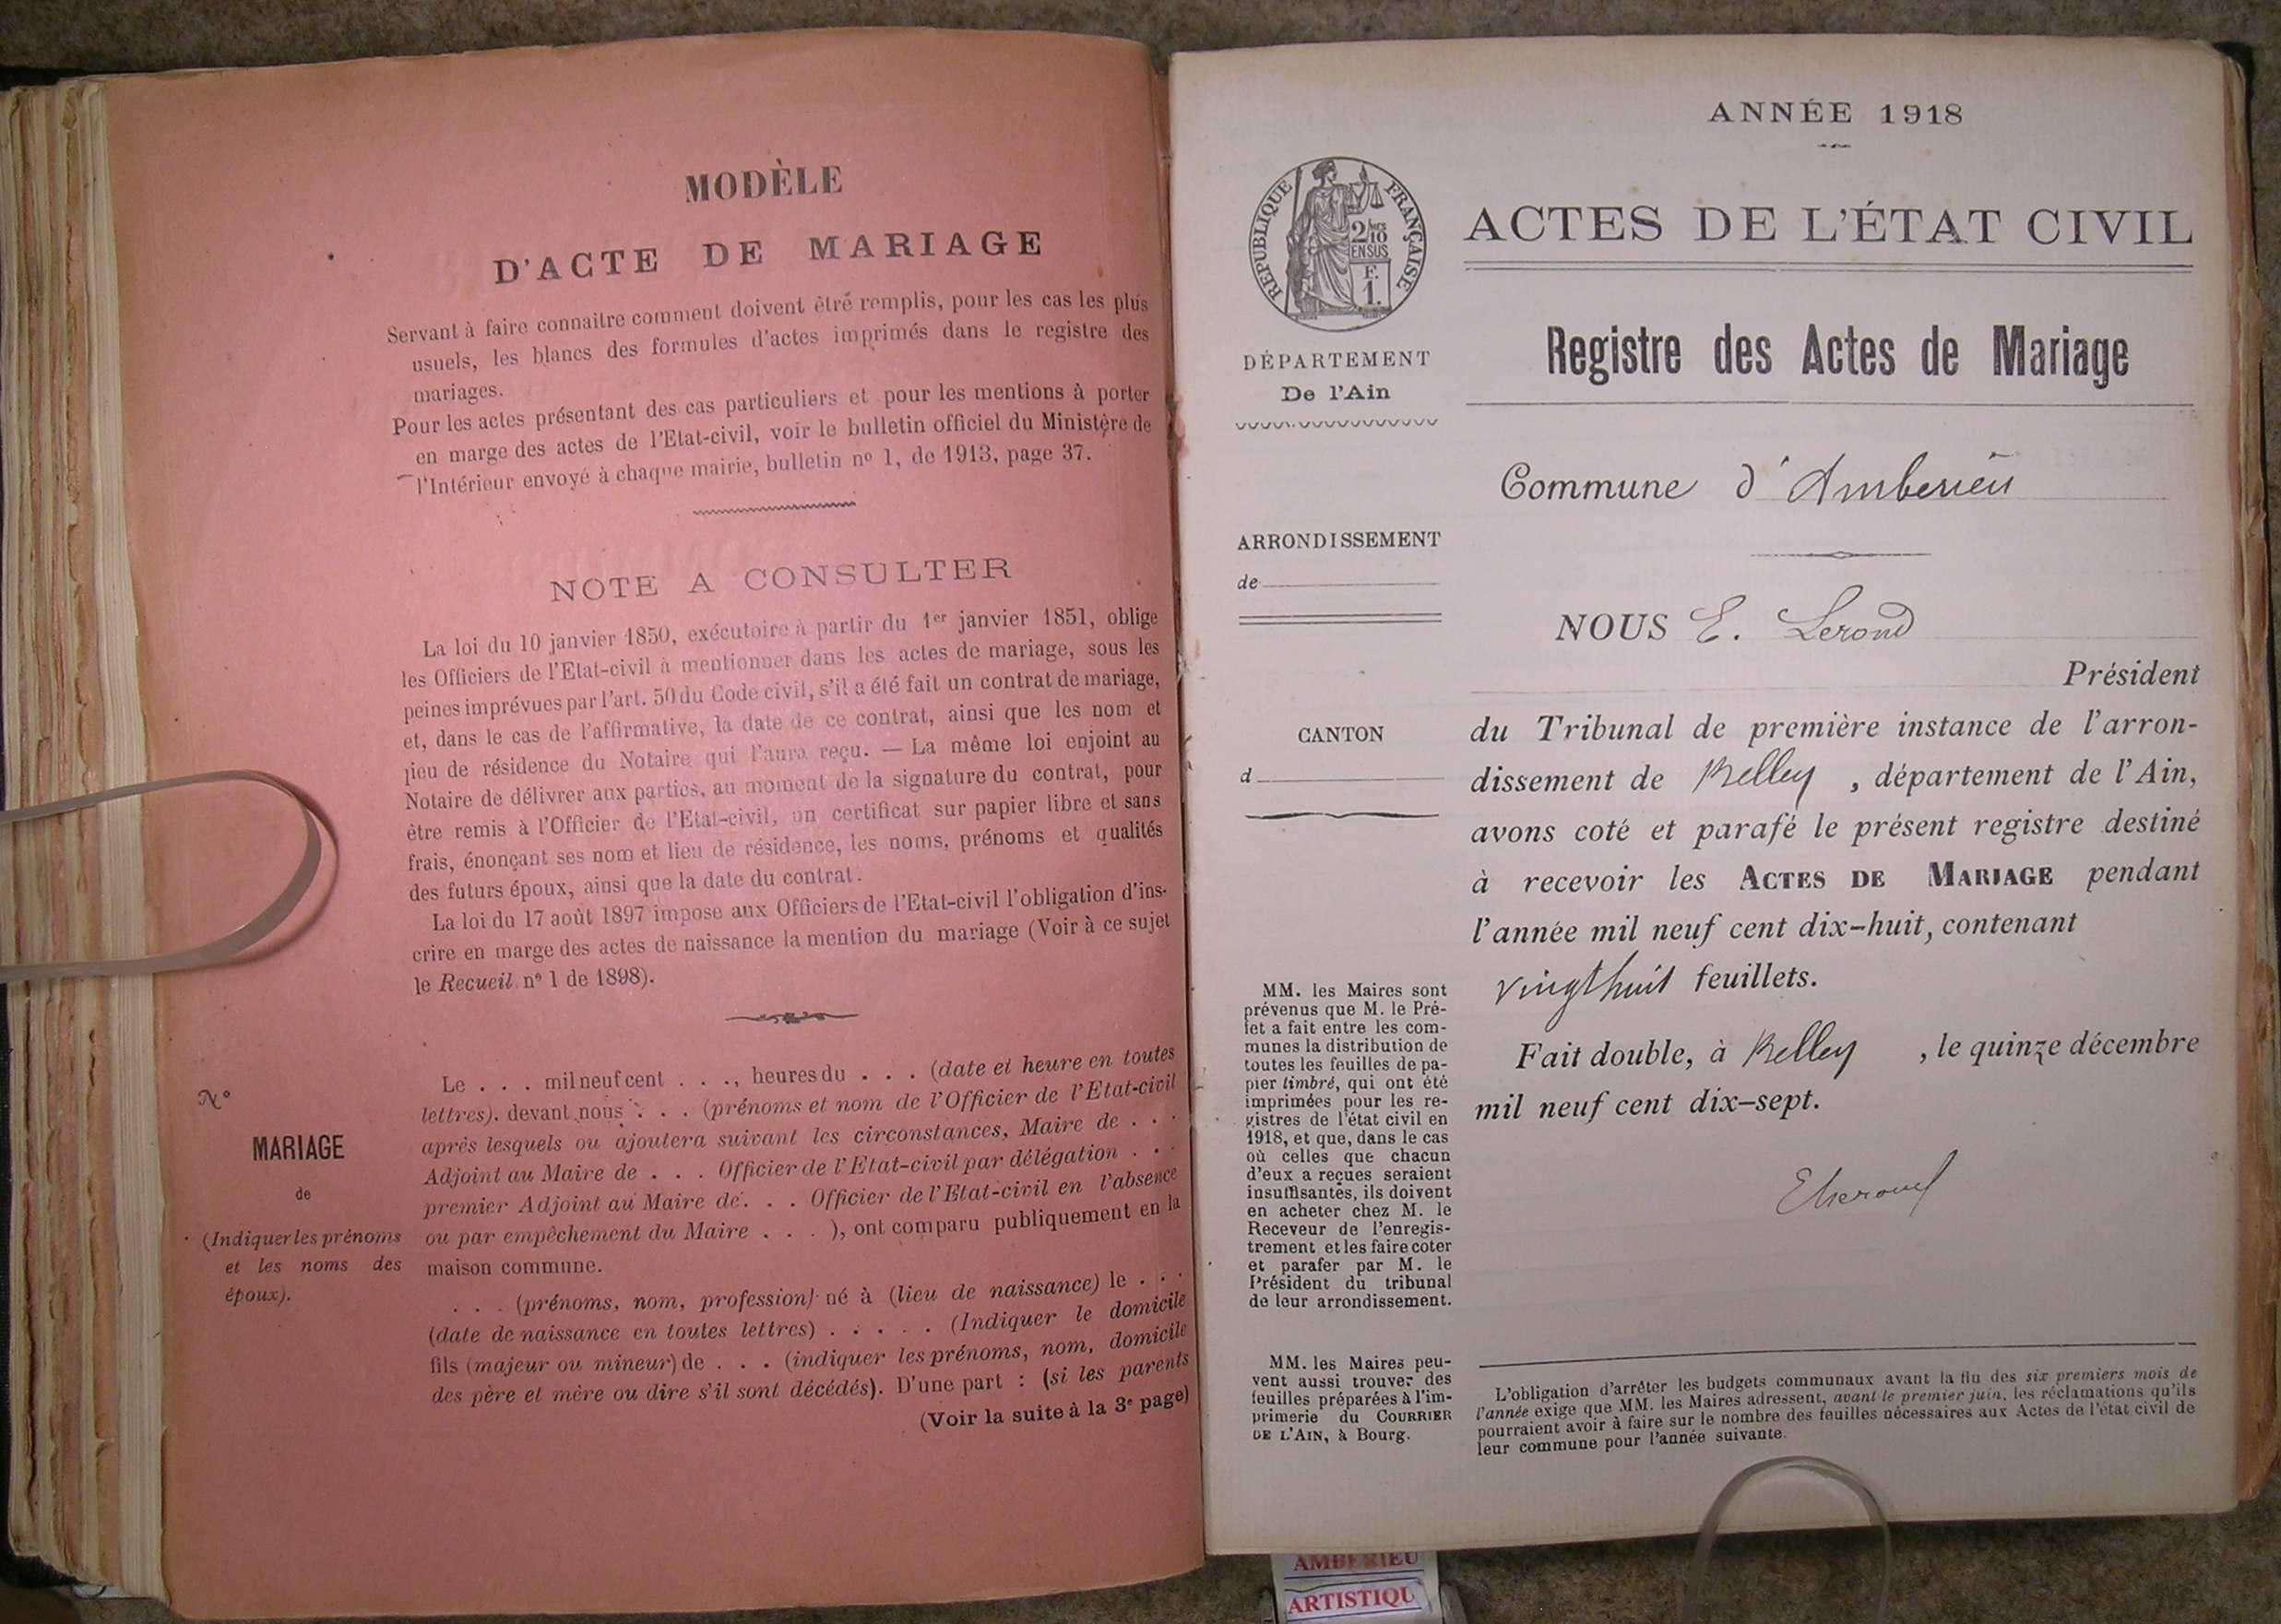 MODÈLE
D'ACTE DE MARIAGE
Servant à faire connaitre comment doivent être remplis, pour les cas les plus
usuels, les blancs des formules d'actes imprimés dans le registre des
mariages.
Pour les actes présentant des cas particuliers et pour les mentions à porter
en marge des actes de l'Etat-civil, voir le bulletin officiel du Ministère de
l'Intérieur envoyé à chaque mairie, bulletin nº 1, de 1913, page 37.
NOTE A CONSULTER
La loi du 10 janvier 1850, exécutoire à partir du 1er janvier 1851, oblige
les Officiers de l'Etat-civil à mentionner dans les actes de mariage, sous les
peines imprévues par l'art. 50 du Code civil, s'il a été fait un contrat de mariage,
et, dans le cas de l'affirmative, la date de ce contrat, ainsi que les nom et
lieu de résidence du Notaire qui l'aura reçu. — La même loi enjoint au
Notaire de délivrer aux parties, au moment de la signature du contrat, pour
être remis à l'Officier de l'Etat-civil, un certificat sur papier libre et sans
frais, énonçant ses nom et lieu de résidence, les noms, prénoms et qualités
des futurs époux, ainsi que la date du contrat.
La loi du 17 août 1897 impose aux Officiers de l'Etat-civil l'obligation d'ins-
crire en marge des actes de naissance la mention du mariage (Voir à ce sujet
le Recueil nº 1 de 1898).
Nº
MARIAGE
de
(Indiquer les prénoms
et les noms des
époux).
Le . . . mil neuf cent . . ., heures du . . . (date et heure en toutes
lettres). devant nous . . . (prénoms et nom de l'Officier de l'Etat-civil
après lesquels ou ajoutera suivant les circonstances, Maire de . . .
Adjoint au Maire de . . . Officier de l'Etat-civil par délégation . . .
premier Adjoint au Maire de . . . Officier de l'Etat-civil en l'absence
ou par empêchement du Maire . . . ), ont comparu publiquement en la
maison commune.
. . . (prénoms, nom, profession) né à (lieu de naissance) le . . .
(date de naissance en toutes lettres) . . . . . (Indiquer le domicile
fils (majeur ou mineur) de . . . (indiquer les prénoms, nom, domicile
des père et mère ou dire s'il sont décédés). D'une part : (si les parents
(Voir la suite à la 3e page)
ANNÉE 1918
RÉPUBLIQUE FRANÇAISE
2/10
EN SUS
F.
1.
DÉPARTEMENT
De l'Ain
ARRONDISSEMENT
de
CANTON
d
MM. les Maires sont
prévenus que M. le Pré-
fet a fait entre les com-
munes la distribution de
toutes les feuilles de pa-
pier timbré, qui ont été
imprimées pour les re-
gistres de l'état civil en
1918, et que, dans le cas
où celles que chacun
d'eux a reçues seraient
insuffisantes, ils doivent
en acheter chez M. le
Receveur de l'enregis-
trement et les faire coter
et parafer par M. le
Président du tribunal
de leur arrondissement.
MM. les Maires peu-
vent aussi trouver des
feuilles préparées à l'im-
primerie du COURRIER
DE L'AIN, à Bourg.
ACTES DE L'ÉTAT CIVIL
Registre des Actes de Mariage
Commune d'Amberieu
NOUS E. Lerond
Président
du Tribunal de première instance de l'arron-
dissement de Belley, département de l'Ain,
avons coté et parafé le présent registre destiné
à recevoir les ACTES DE MARIAGE pendant
l'année mil neuf cent dix-huit, contenant
vingt huit feuillets.
Fait double, à Belley, le quinze décembre
mil neuf cent dix-sept.
ELerond
L'obligation d'arrêter les budgets communaux avant la fin des six premiers mois de
l'année exige que MM. les Maires adressent, avant le premier juin, les réclamations qu'ils
pourraient avoir à faire sur le nombre des feuilles nécessaires aux Actes de l'état civil de
leur commune pour l'année suivante.
AMBERIEU
ARTISTIQU